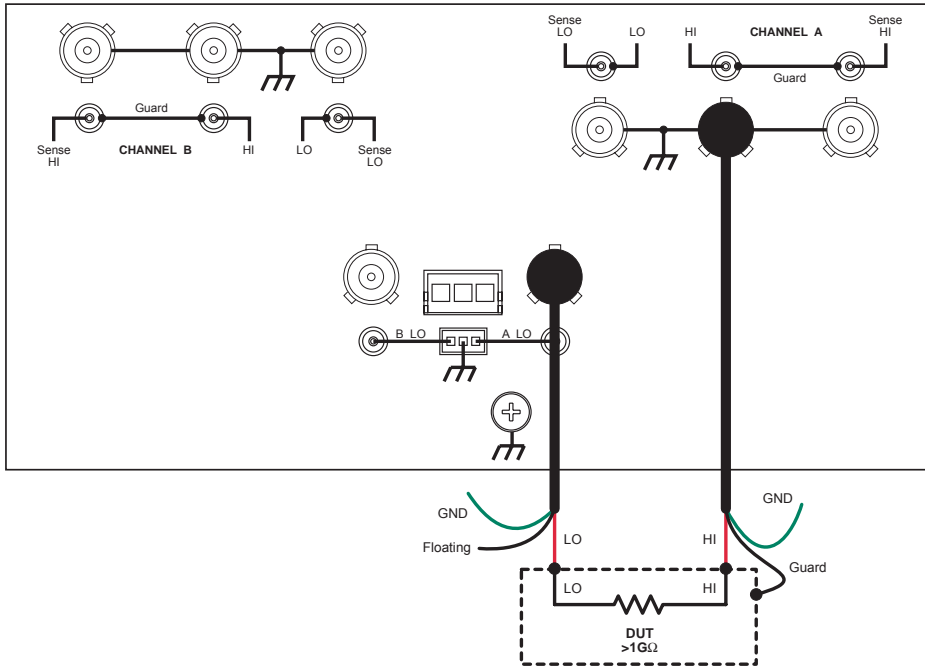 Sense
LO
LO
HI
CHANNEL A
Sense
HI
Guard
Guard
Sense
HI
CHANNEL B
HI
LO
Sense
LO
B LO
A LO
GND
Floating
LO
HI
GND
Guard
LO
HI
DUT
>1GΩ